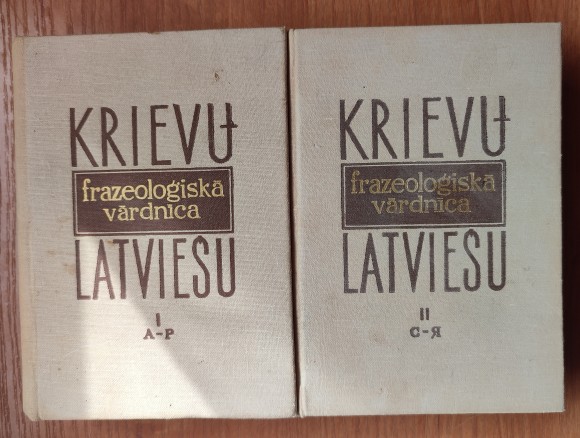 KRIEVU-
frazeoloģiskā
vārdnīca
LATVIEŠU
I
А-Р
KRIEVU-
frazeoloģiskā
vārdnīca
LATVIEŠU
II
С-Я